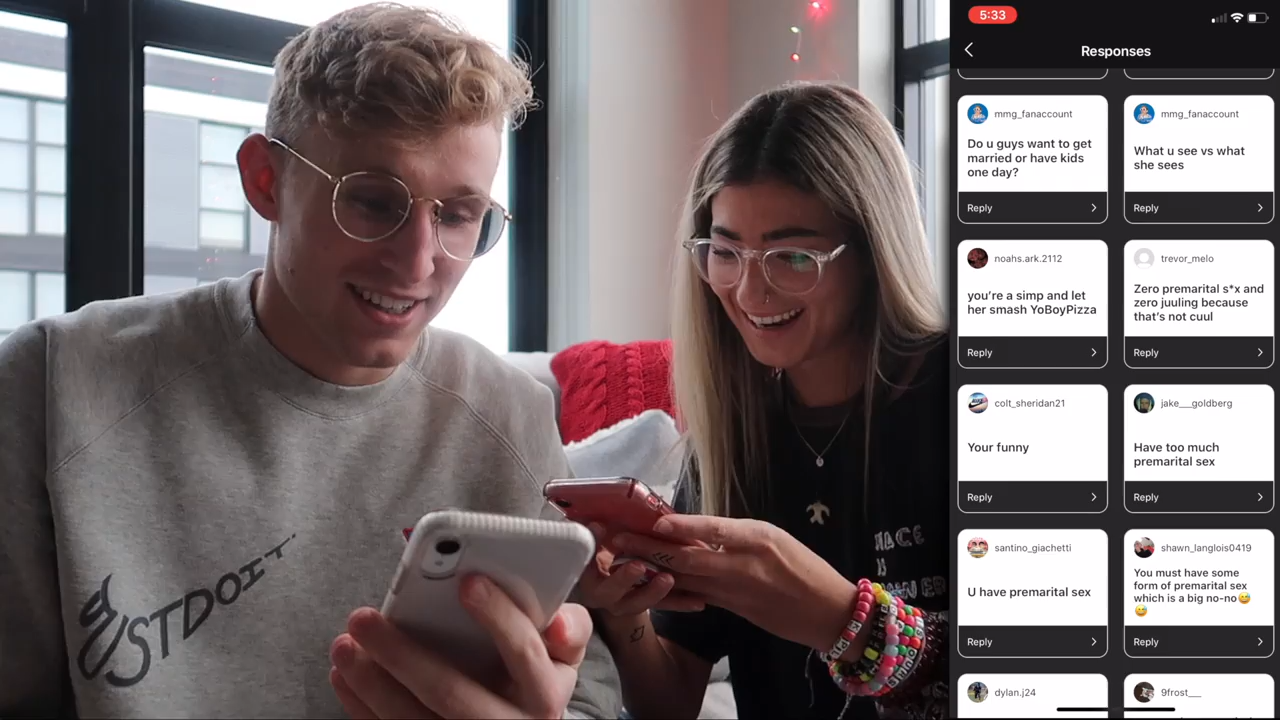 5:33
Responses
mmg_fanaccount
Do u guys want to get
married or have kids
one day?
Reply
mmg_fanaccount
What u see vs what
she sees
Reply
noahs.ark.2112
you're a simp and let
her smash YoBoyPizza
Reply
trevor_melo
Zero premarital s*x and
zero juuling because
that's not cuul
Reply
colt_sheridan21
Your funny
Reply
jake___goldberg
Have too much
premarital sex
Reply
santino_giachetti
U have premarital sex
Reply
shawn_langlois0419
You must have some
form of premarital sex
which is a big no-no😅
😅
Reply
dylan.j24
9frost___
JUSTDOIT.